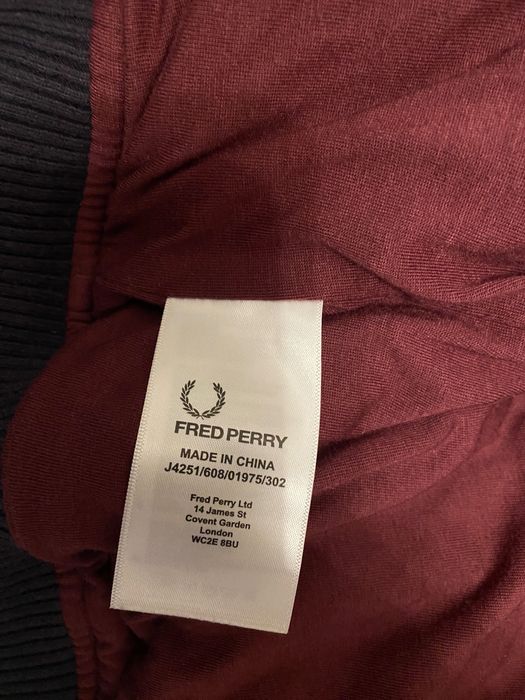 FRED PERRY
MADE IN CHINA
J4251/608/01975/302
Fred Perry Ltd
14 James St
Covent Garden
London
WC2E 8BU